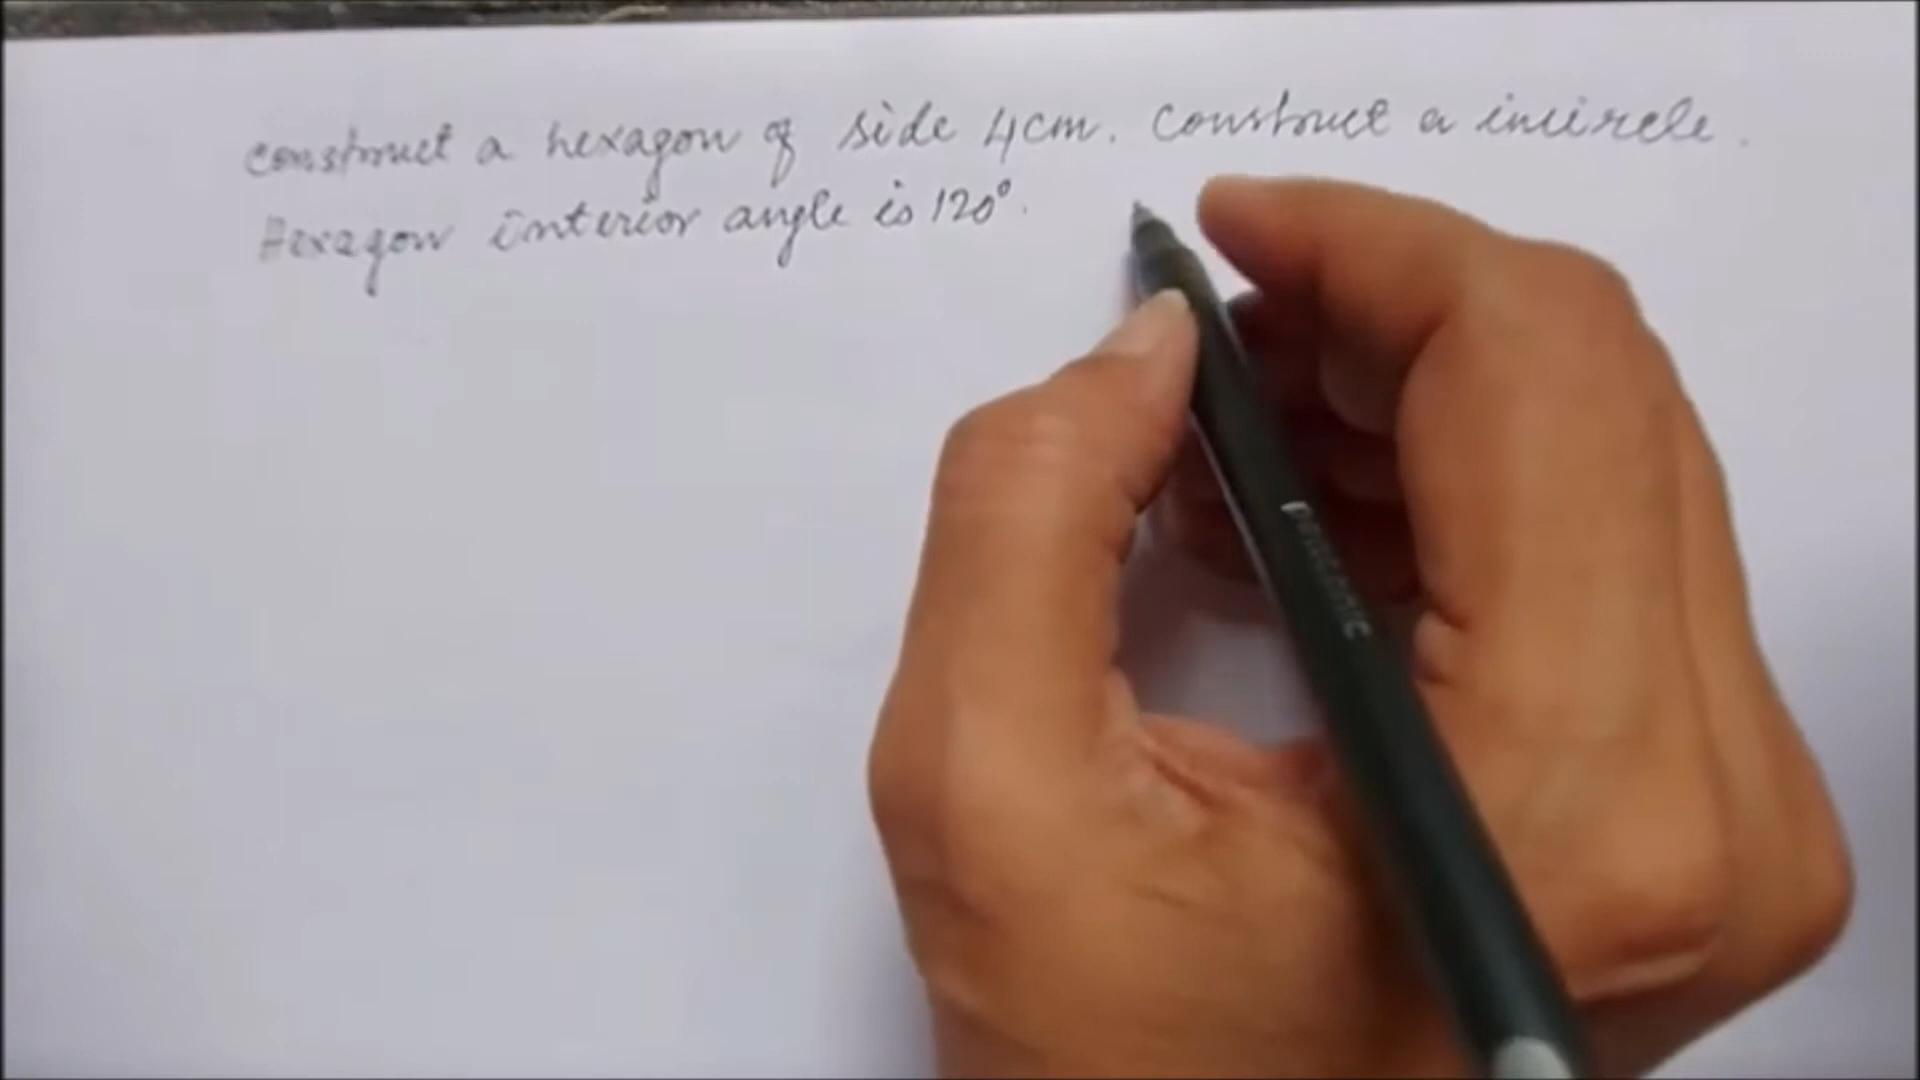 construct a hexagon of side 4cm. Construct a incircle.
Hexagon interior angle is 120°.